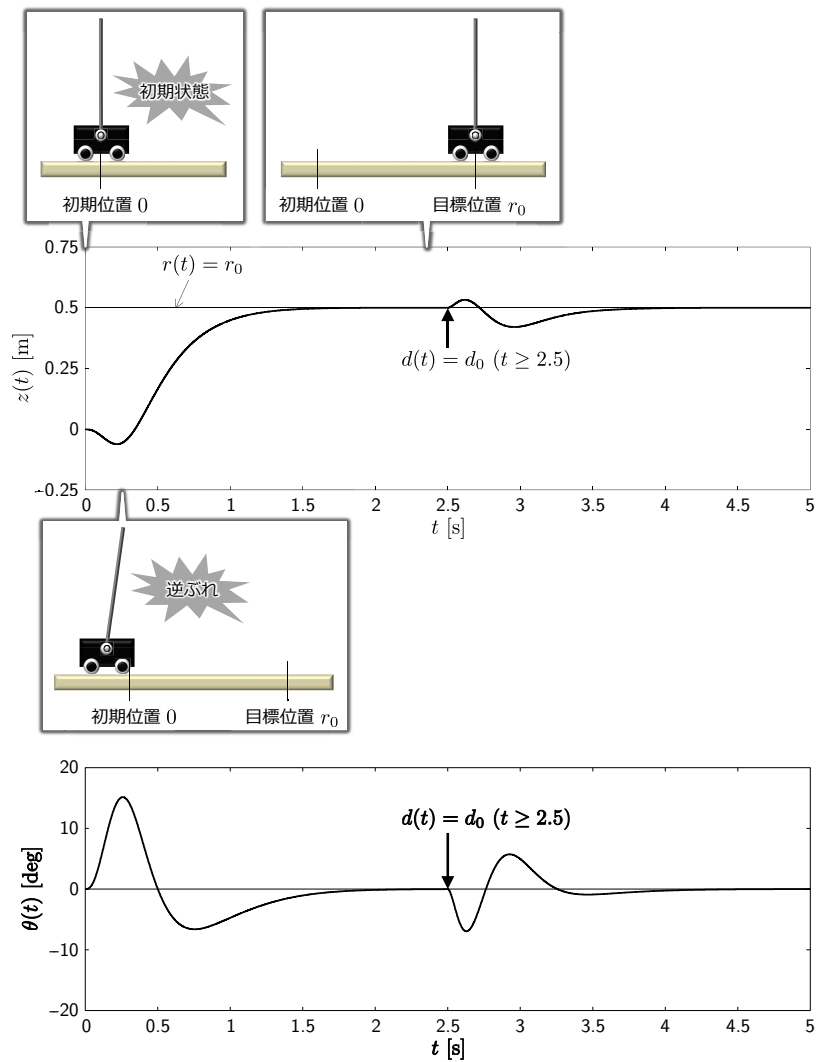 初期状態
初期位置 0
初期位置 0 目標位置 r₀
0.75
r(t) = r₀
0.5
z(t) [m]
0.25
d(t) = d₀ (t ≥ 2.5)
0
-0.25
0 0.5 1 1.5 2 2.5 3 3.5 4 4.5 5
t [s]
逆ぶれ
初期位置 0 目標位置 r₀
20
d(t) = d₀ (t ≥ 2.5)
10
θ(t) [deg]
0
−10
−20
0 0.5 1 1.5 2 2.5 3 3.5 4 4.5 5
t [s]